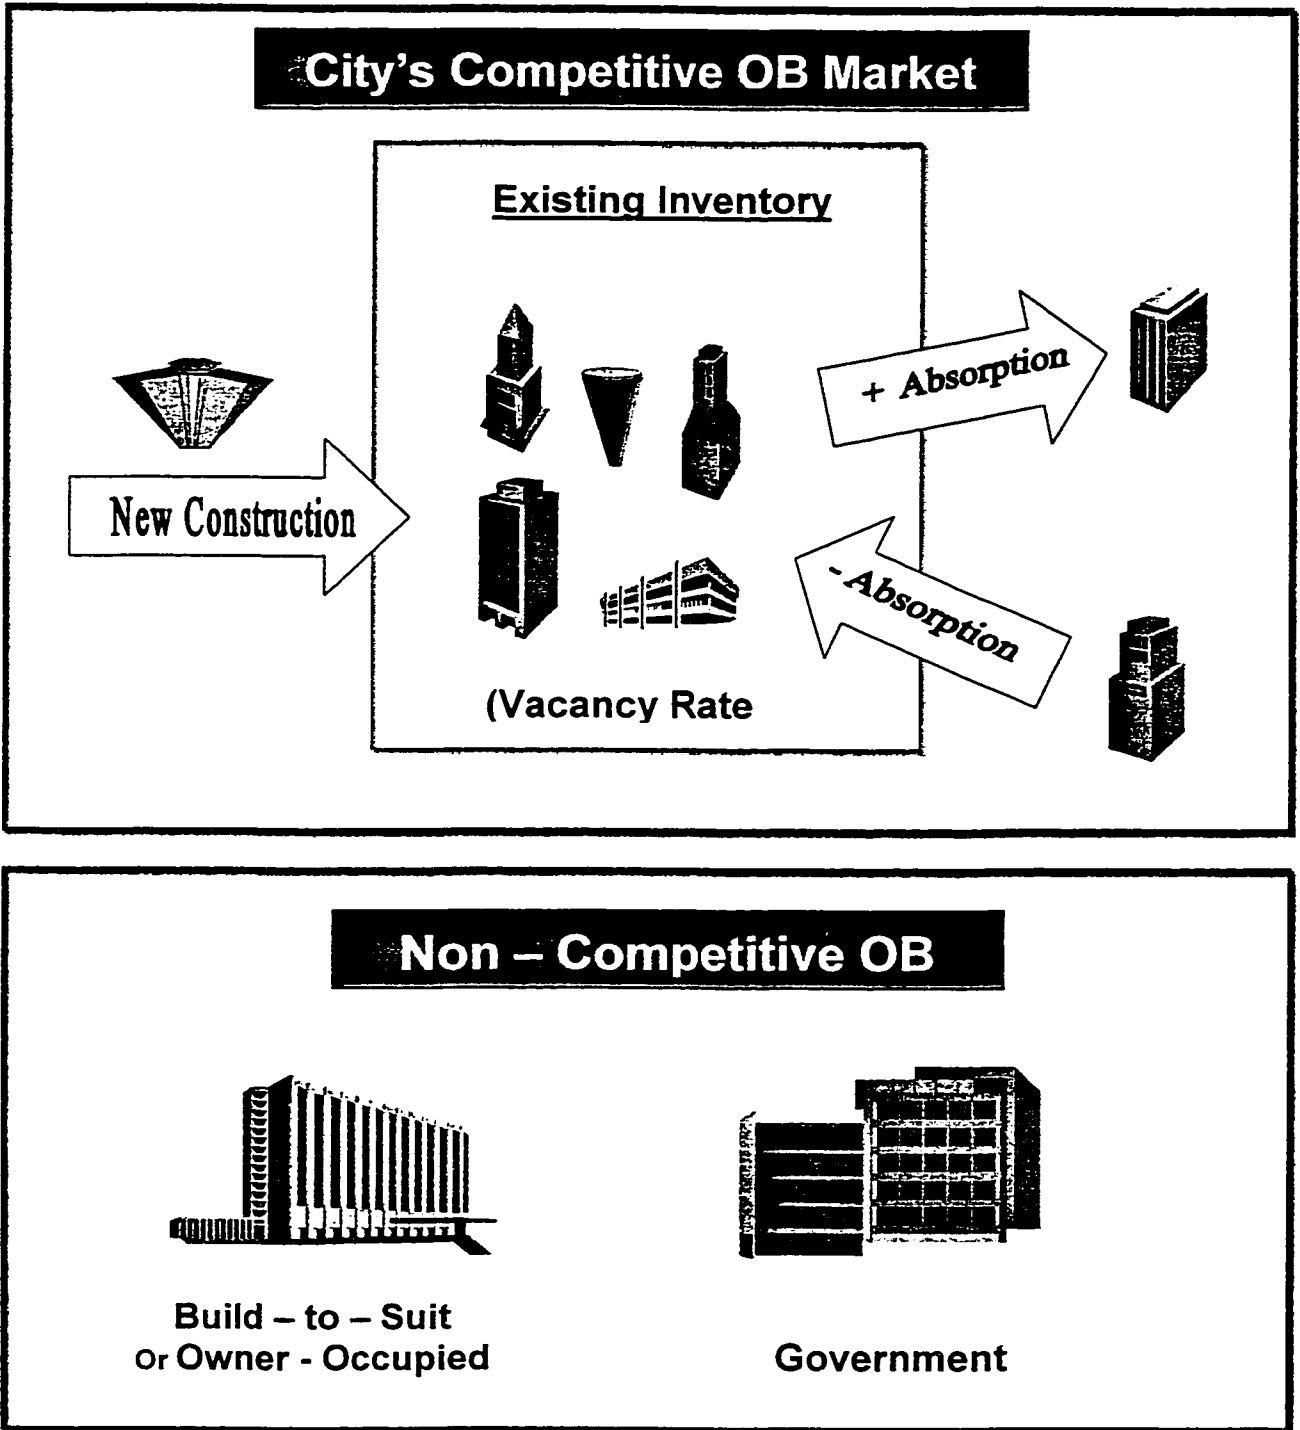 City's Competitive OB Market
Existing Inventory
+ Absorption
New Construction
- Absorption
(Vacancy Rate
Non – Competitive OB
Build – to – Suit
Or Owner - Occupied
Government